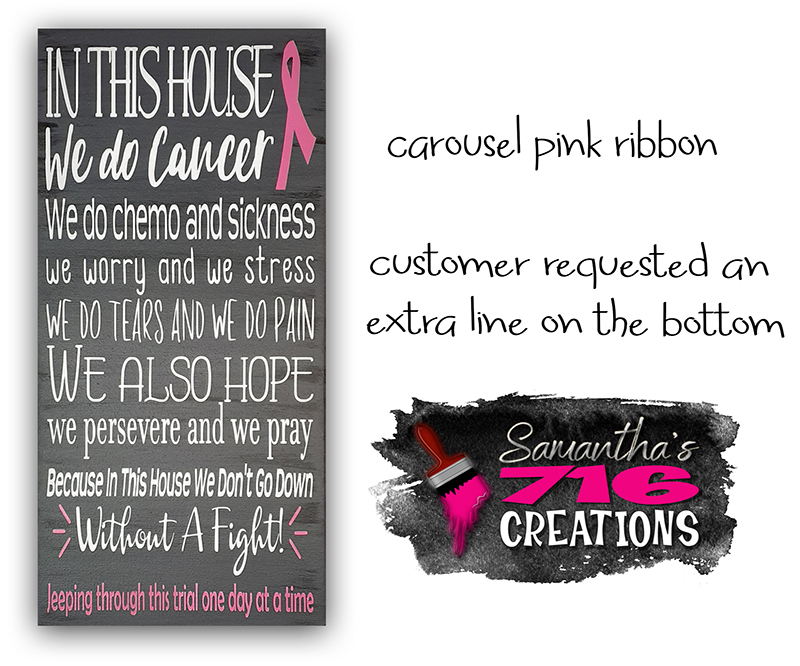 IN THIS HOUSE
We do Cancer
We do chemo and sickness
we worry and we stress
WE DO TEARS AND WE DO PAIN
WE ALSO HOPE
we persevere and we pray
Because In This House We Don't Go Down
Without A Fight!
Jeeping through this trial one day at a time
carousel pink ribbon
customer requested an
extra line on the bottom
Samantha's
716
CREATIONS